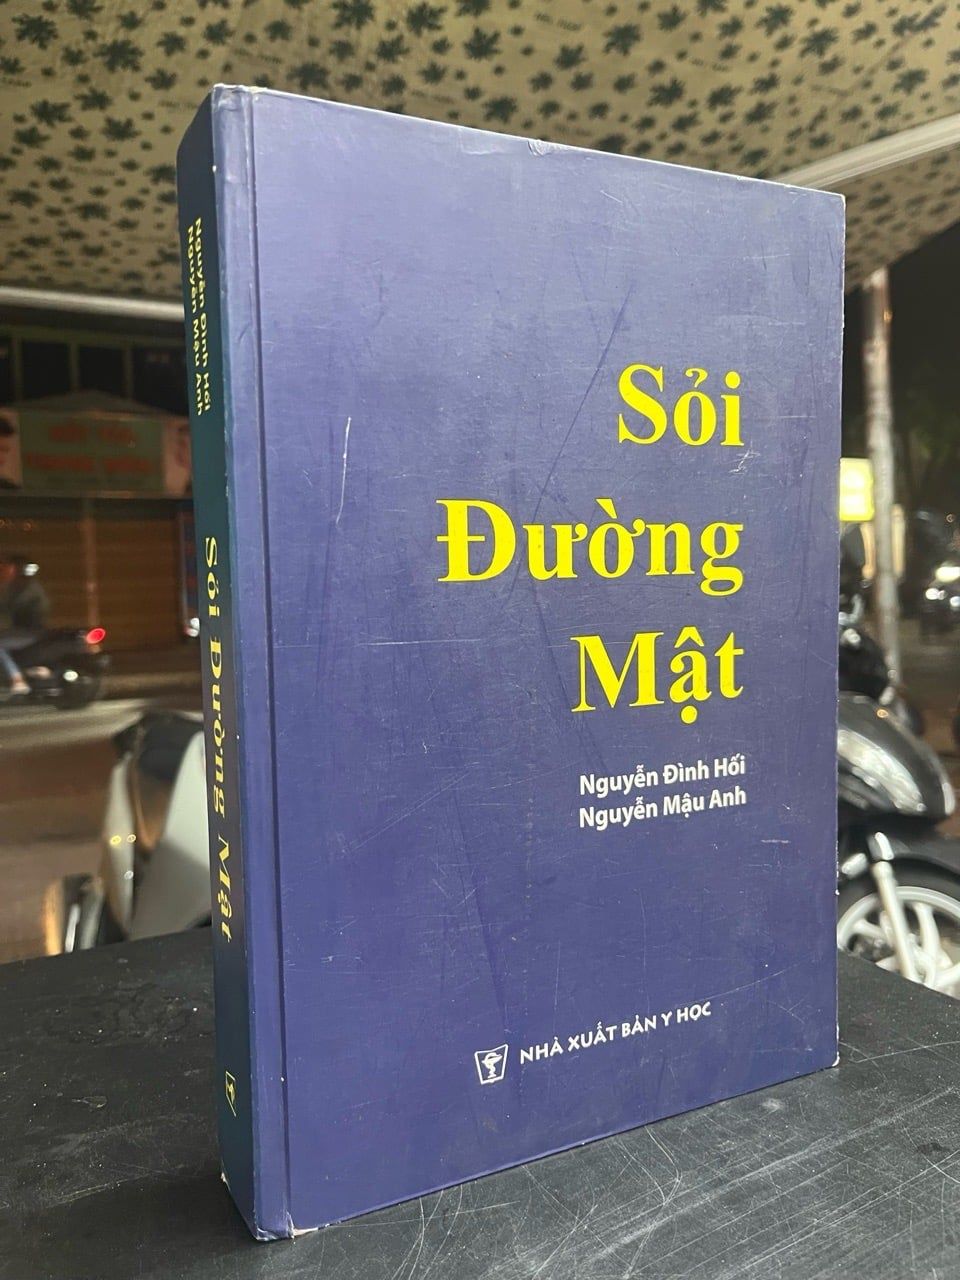 Sỏi
Đường
Mật
Nguyễn Đình Hối
Nguyễn Mậu Anh
NHÀ XUẤT BẢN Y HỌC
Nguyễn Đình Hối
Nguyễn Mậu Anh
Sỏi Đường Mật